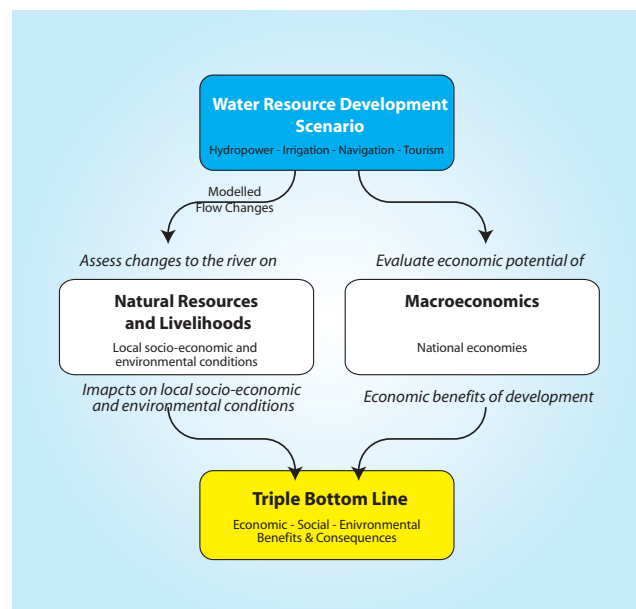 Water Resource Development
Scenario
Hydropower - Irrigation - Navigation - Tourism
Modelled
Flow Changes
Assess changes to the river on
Evaluate economic potential of
Natural Resources
and Livelihoods
Local socio-economic and
environmental conditions
Macroeconomics
National economies
Imapcts on local socio-economic
and environmental conditions
Economic benefits of development
Triple Bottom Line
Economic - Social - Enivronmental
Benefits & Consequences